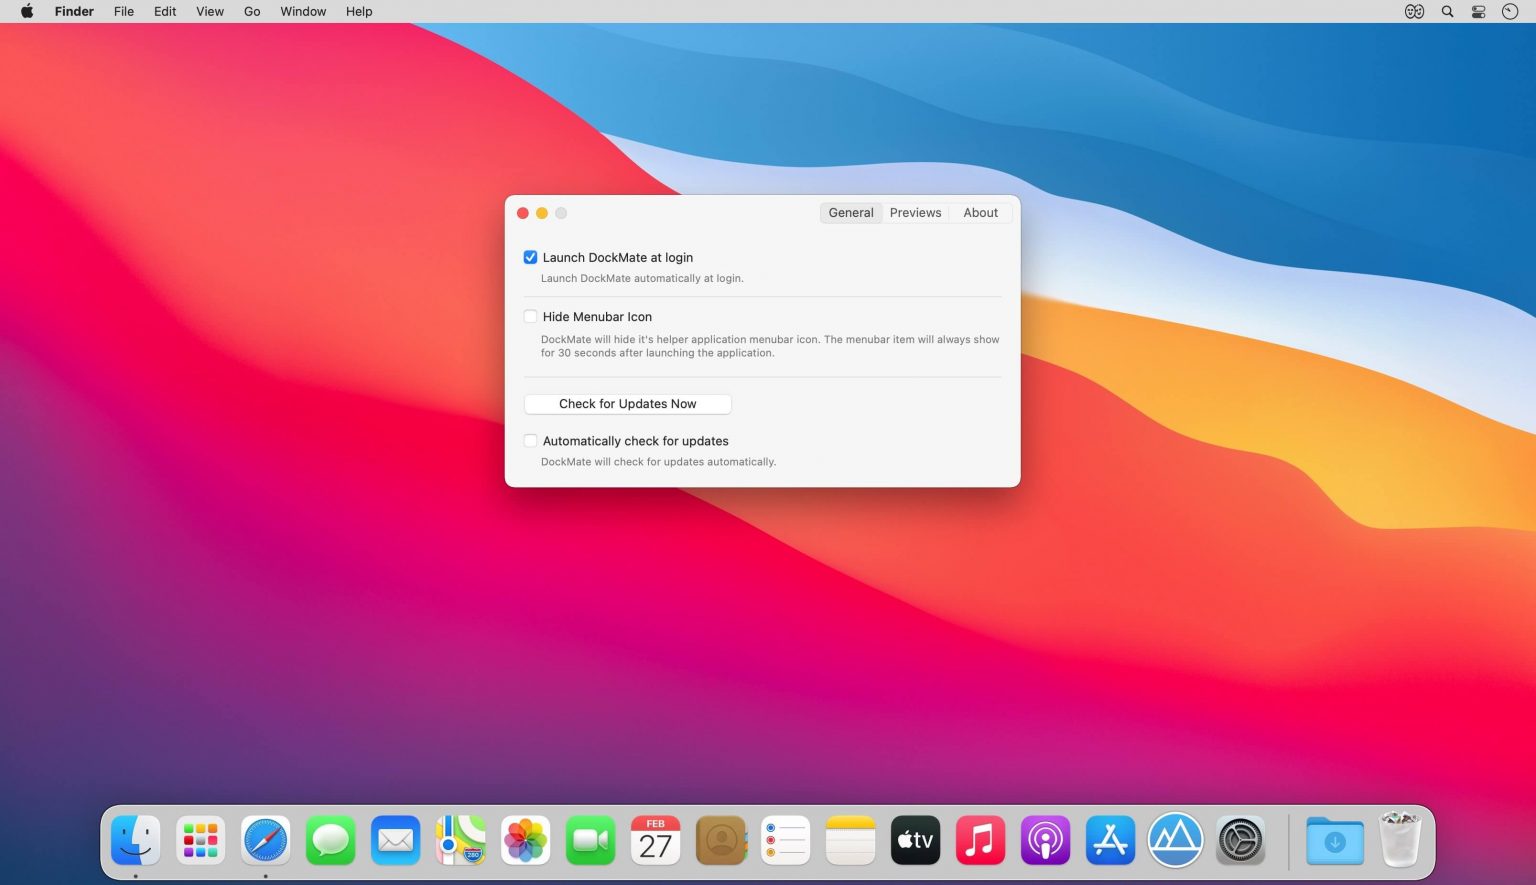 Finder File Edit View Go Window Help
General Previews About
Launch DockMate at login
Launch DockMate automatically at login.
Hide Menubar Icon
DockMate will hide it's helper application menubar icon. The menubar item will always show
for 30 seconds after launching the application.
Check for Updates Now
Automatically check for updates
DockMate will check for updates automatically.
280
FEB
27
tv